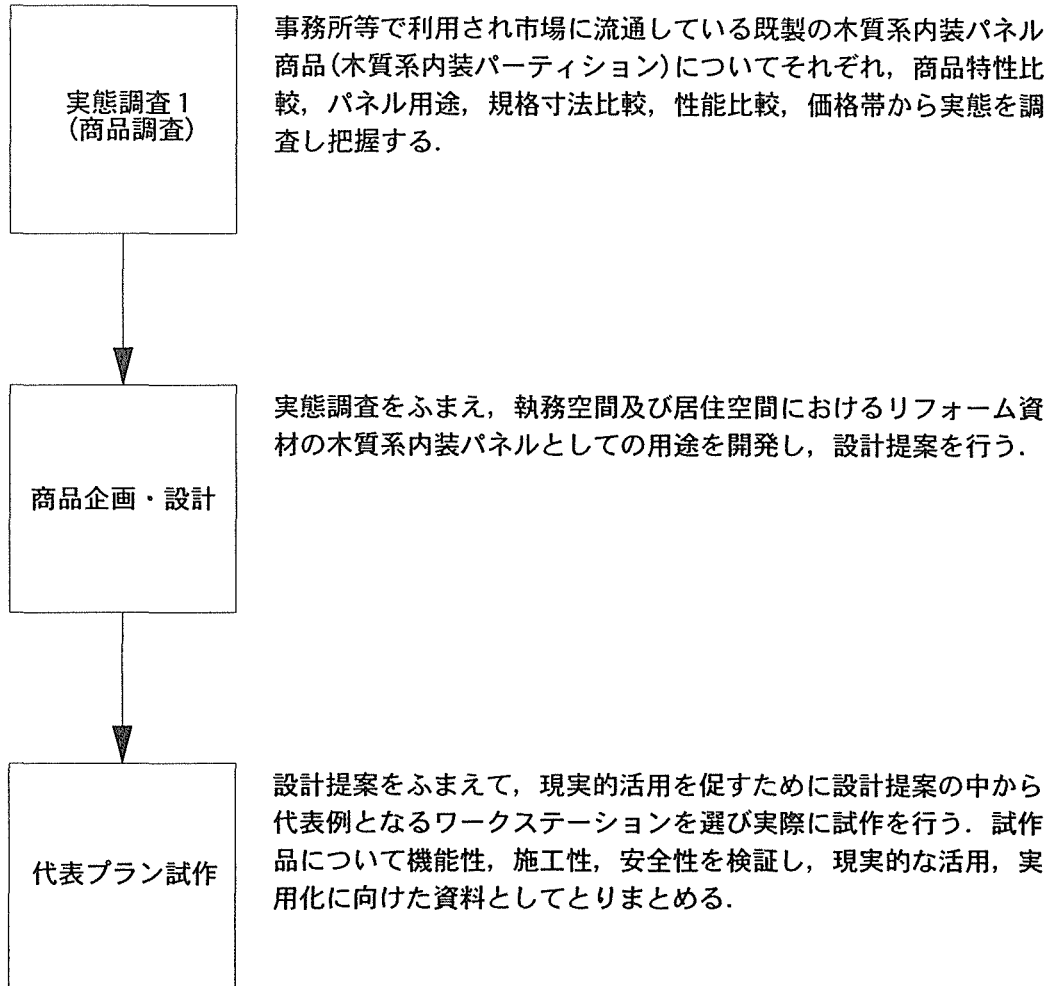 実態調査1
(商品調査)
事務所等で利用され市場に流通している既製の木質系内装パネル
商品(木質系内装パーティション)についてそれぞれ，商品特性比
較，パネル用途，規格寸法比較，性能比較，価格帯から実態を調
査し把握する．
商品企画・設計
実態調査をふまえ，執務空間及び居住空間におけるリフォーム資
材の木質系内装パネルとしての用途を開発し，設計提案を行う．
代表プラン試作
設計提案をふまえて，現実的活用を促すために設計提案の中から
代表例となるワークステーションを選び実際に試作を行う．試作
品について機能性，施工性，安全性を検証し，現実的な活用，実
用化に向けた資料としてとりまとめる．